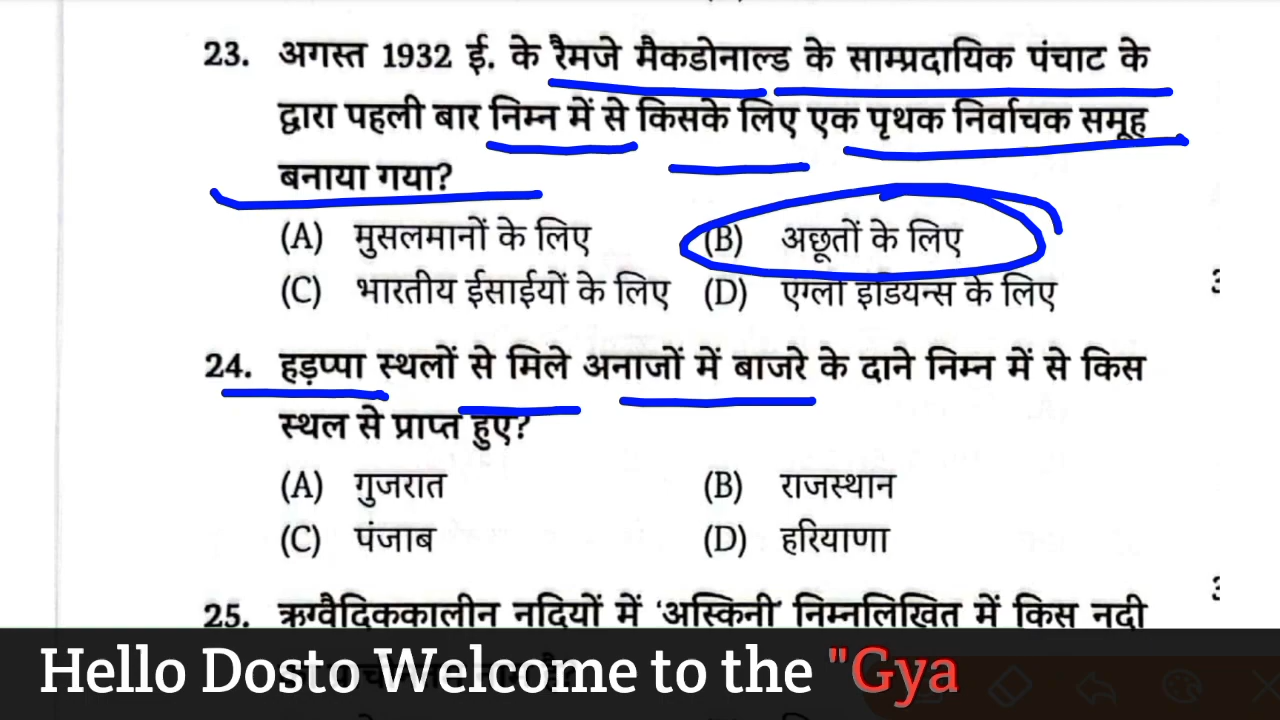 23. अगस्त 1932 ई. के रैमजे मैकडोनाल्ड के साम्प्रदायिक पंचाट के
द्वारा पहली बार निम्न में से किसके लिए एक पृथक निर्वाचक समूह
बनाया गया?
(A) मुसलमानों के लिए (B) अछूतों के लिए
(C) भारतीय ईसाईयों के लिए (D) एंग्लो इंडियन्स के लिए
24. हड़प्पा स्थलों से मिले अनाजों में बाजरे के दाने निम्न में से किस
स्थल से प्राप्त हुए?
(A) गुजरात (B) राजस्थान
(C) पंजाब (D) हरियाणा
25. ऋग्वैदिककालीन नदियों में 'अस्किनी' निम्नलिखित में किस नदी
Hello Dosto Welcome to the "Gya